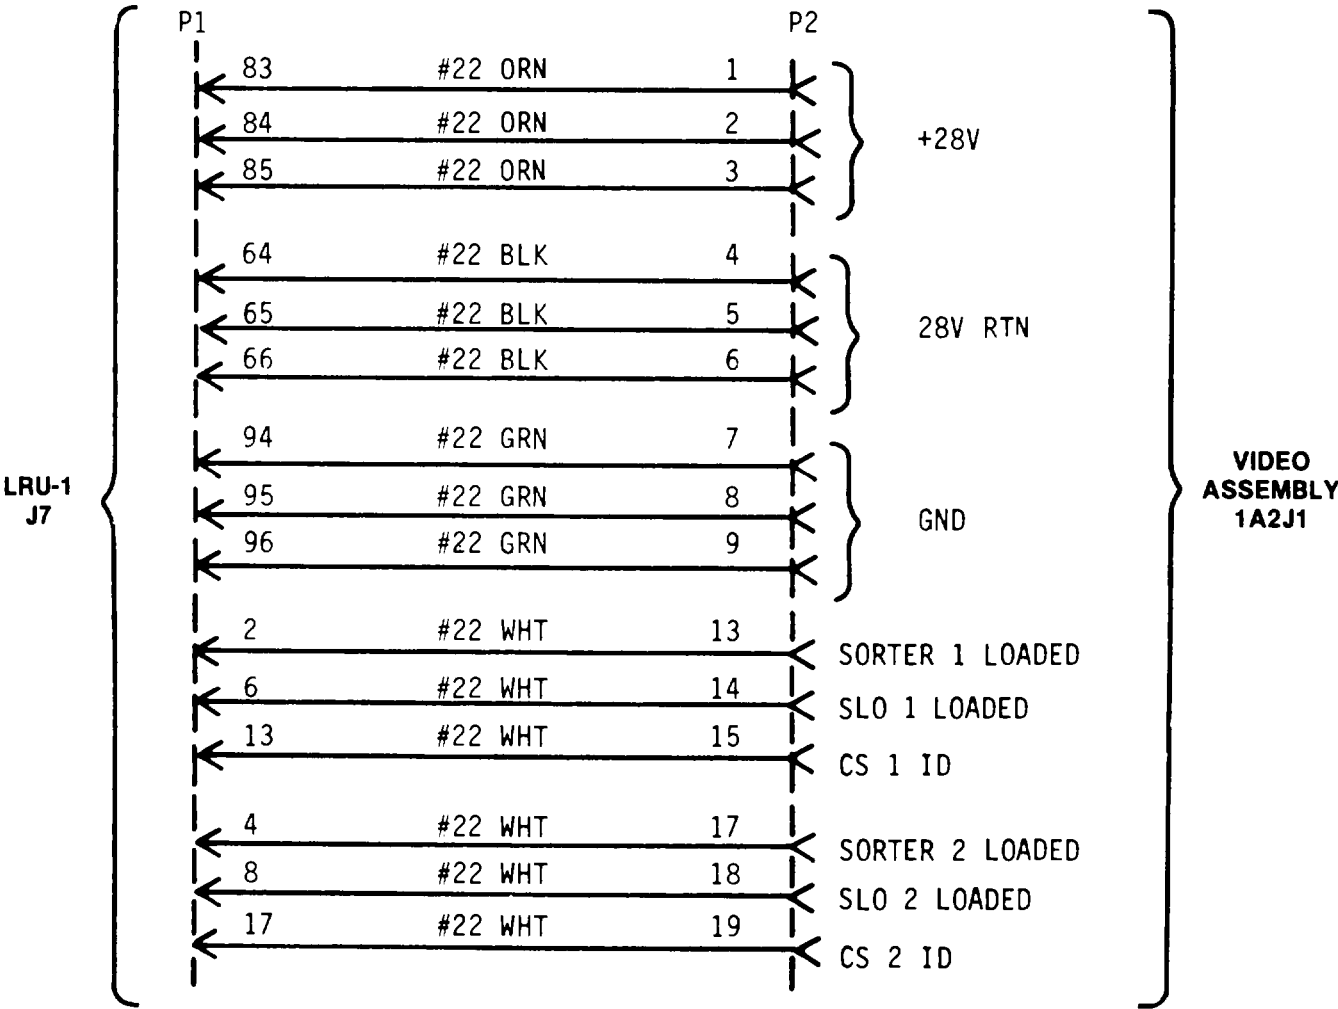 P1 P2
83 #22 ORN 1
84 #22 ORN 2
+28V
85 #22 ORN 3
64 #22 BLK 4
65 #22 BLK 5
28V RTN
66 #22 BLK 6
94 #22 GRN 7
LRU-1
J7
VIDEO
ASSEMBLY
1A2J1
95 #22 GRN 8
GND
96 #22 GRN 9
2 #22 WHT 13
SORTER 1 LOADED
6 #22 WHT 14
SLO 1 LOADED
13 #22 WHT 15
CS 1 ID
4 #22 WHT 17
SORTER 2 LOADED
8 #22 WHT 18
SLO 2 LOADED
17 #22 WHT 19
CS 2 ID